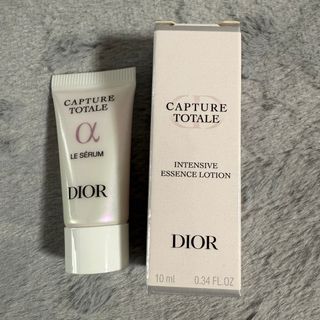 CAPTURE
TOTALE
α
LE SÉRUM
DIOR
CAPTURE
TOTALE
INTENSIVE
ESSENCE LOTION
DIOR
10 ml 0.34 FL.OZ